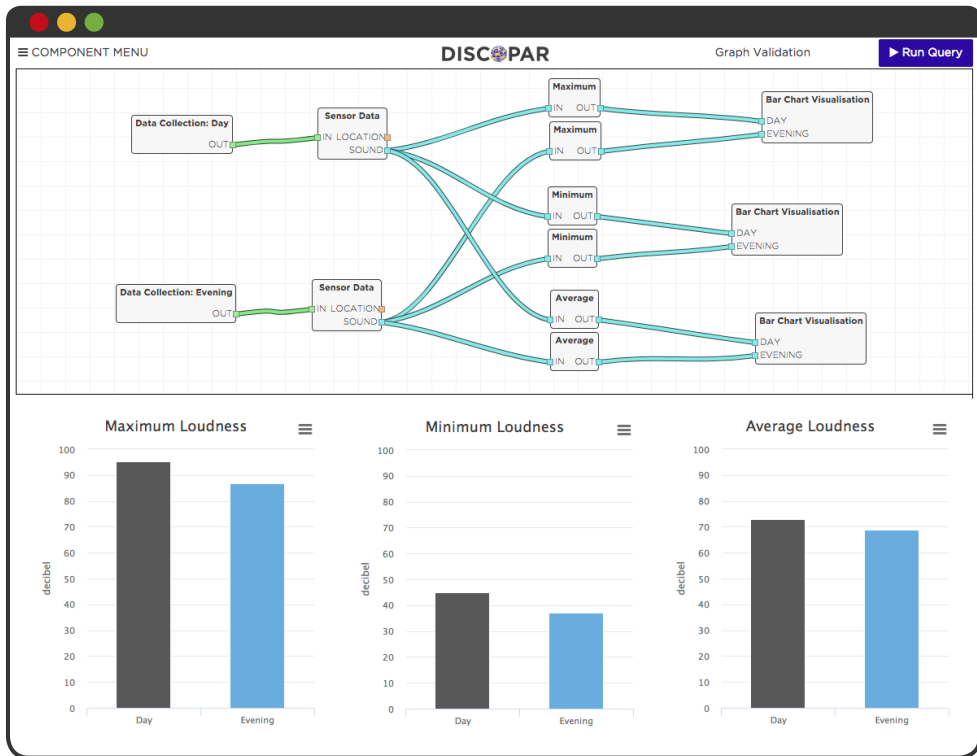 COMPONENT MENU
DISCOPAR
Graph Validation
Run Query
Data Collection: Day
OUT
Sensor Data
IN LOCATION
SOUND
Data Collection: Evening
OUT
Sensor Data
IN LOCATION
SOUND
Maximum
IN OUT
Maximum
IN OUT
Minimum
IN OUT
Minimum
IN OUT
Average
IN OUT
Average
IN OUT
Bar Chart Visualisation
DAY
EVENING
Bar Chart Visualisation
DAY
EVENING
Bar Chart Visualisation
DAY
EVENING
Maximum Loudness
100
90
80
70
60
50
40
30
20
10
0
decibel
Day Evening
Minimum Loudness
100
90
80
70
60
50
40
30
20
10
0
decibel
Day Evening
Average Loudness
100
90
80
70
60
50
40
30
20
10
0
decibel
Day Evening